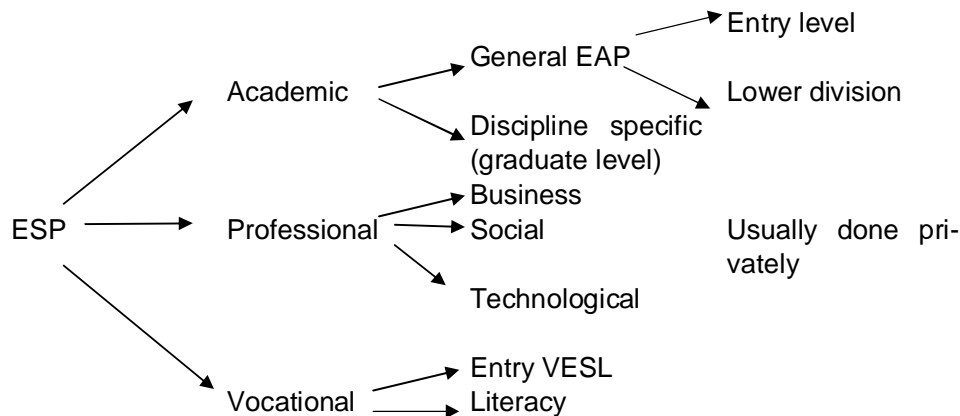 Entry level
General EAP
Academic
Lower division
Discipline specific
(graduate level)
Business
ESP
Professional
Social
Usually done pri-
vately
Technological
Entry VESL
Vocational
Literacy